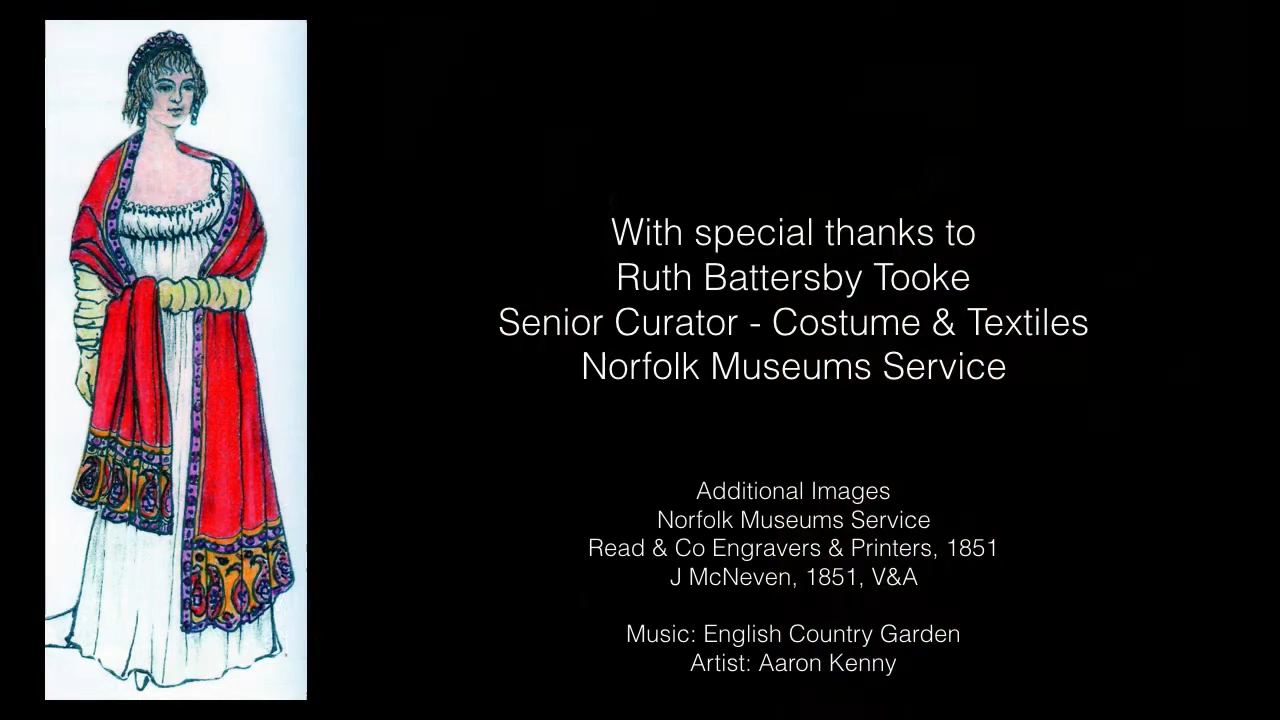 With special thanks to
Ruth Battersby Tooke
Senior Curator - Costume & Textiles
Norfolk Museums Service
Additional Images
Norfolk Museums Service
Read & Co Engravers & Printers, 1851
J McNeven, 1851, V&A
Music: English Country Garden
Artist: Aaron Kenny